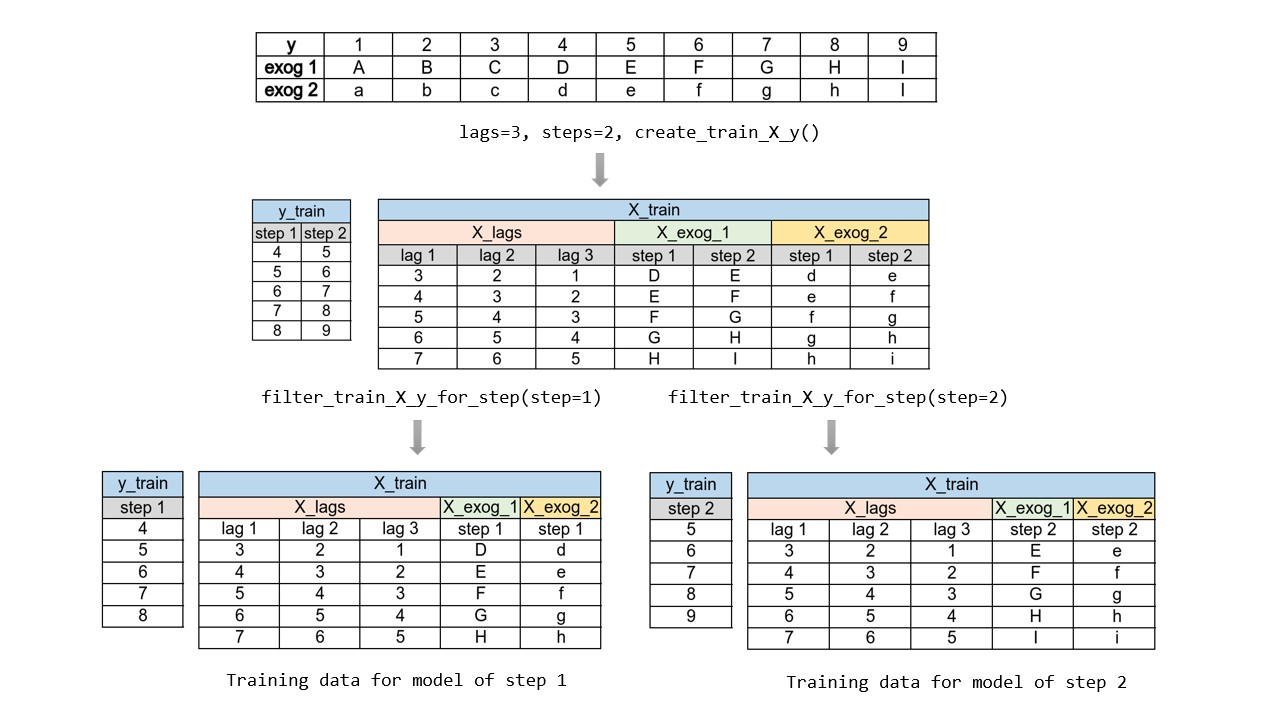 y 1 2 3 4 5 6 7 8 9
exog 1 A B C D E F G H I
exog 2 a b c d e f g h I
lags=3, steps=2, create_train_X_y()
y_train
step 1 step 2
4 5
5 6
6 7
7 8
8 9
X_train
X_lags X_exog_1 X_exog_2
lag 1 lag 2 lag 3 step 1 step 2 step 1 step 2
3 2 1 D E d e
4 3 2 E F e f
5 4 3 F G f g
6 5 4 G H g h
7 6 5 H I h i
filter_train_X_y_for_step(step=1)
filter_train_X_y_for_step(step=2)
y_train
step 1
4
5
6
7
8
X_train
X_lags X_exog_1 X_exog_2
lag 1 lag 2 lag 3 step 1 step 1
3 2 1 D d
4 3 2 E e
5 4 3 F f
6 5 4 G g
7 6 5 H h
Training data for model of step 1
y_train
step 2
5
6
7
8
9
X_train
X_lags X_exog_1 X_exog_2
lag 1 lag 2 lag 3 step 2 step 2
3 2 1 E e
4 3 2 F f
5 4 3 G g
6 5 4 H h
7 6 5 I i
Training data for model of step 2